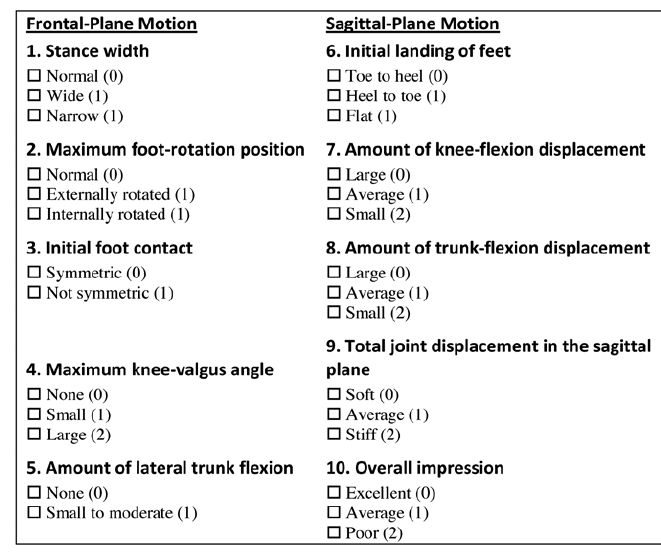 Frontal-Plane Motion
1. Stance width
☐ Normal (0)
☐ Wide (1)
☐ Narrow (1)
2. Maximum foot-rotation position
☐ Normal (0)
☐ Externally rotated (1)
☐ Internally rotated (1)
3. Initial foot contact
☐ Symmetric (0)
☐ Not symmetric (1)
4. Maximum knee-valgus angle
☐ None (0)
☐ Small (1)
☐ Large (2)
5. Amount of lateral trunk flexion
☐ None (0)
☐ Small to moderate (1)
Sagittal-Plane Motion
6. Initial landing of feet
☐ Toe to heel (0)
☐ Heel to toe (1)
☐ Flat (1)
7. Amount of knee-flexion displacement
☐ Large (0)
☐ Average (1)
☐ Small (2)
8. Amount of trunk-flexion displacement
☐ Large (0)
☐ Average (1)
☐ Small (2)
9. Total joint displacement in the sagittal
plane
☐ Soft (0)
☐ Average (1)
☐ Stiff (2)
10. Overall impression
☐ Excellent (0)
☐ Average (1)
☐ Poor (2)